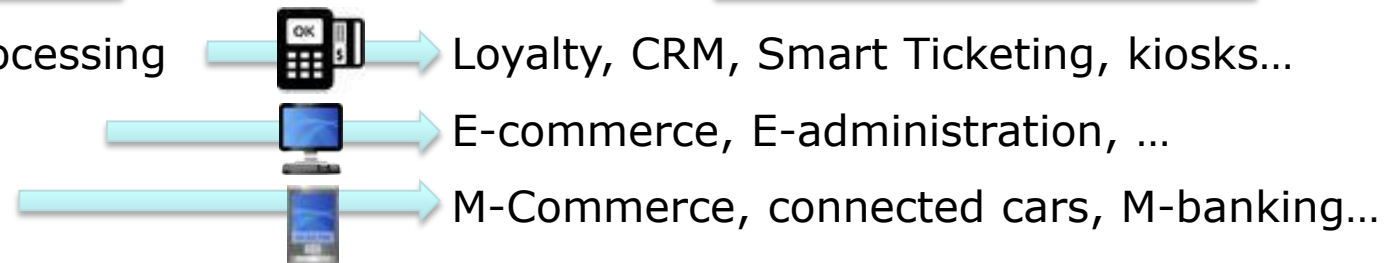 ocessing Loyalty, CRM, Smart Ticketing, kiosks…
OK
$
E-commerce, E-administration, …
M-Commerce, connected cars, M-banking…